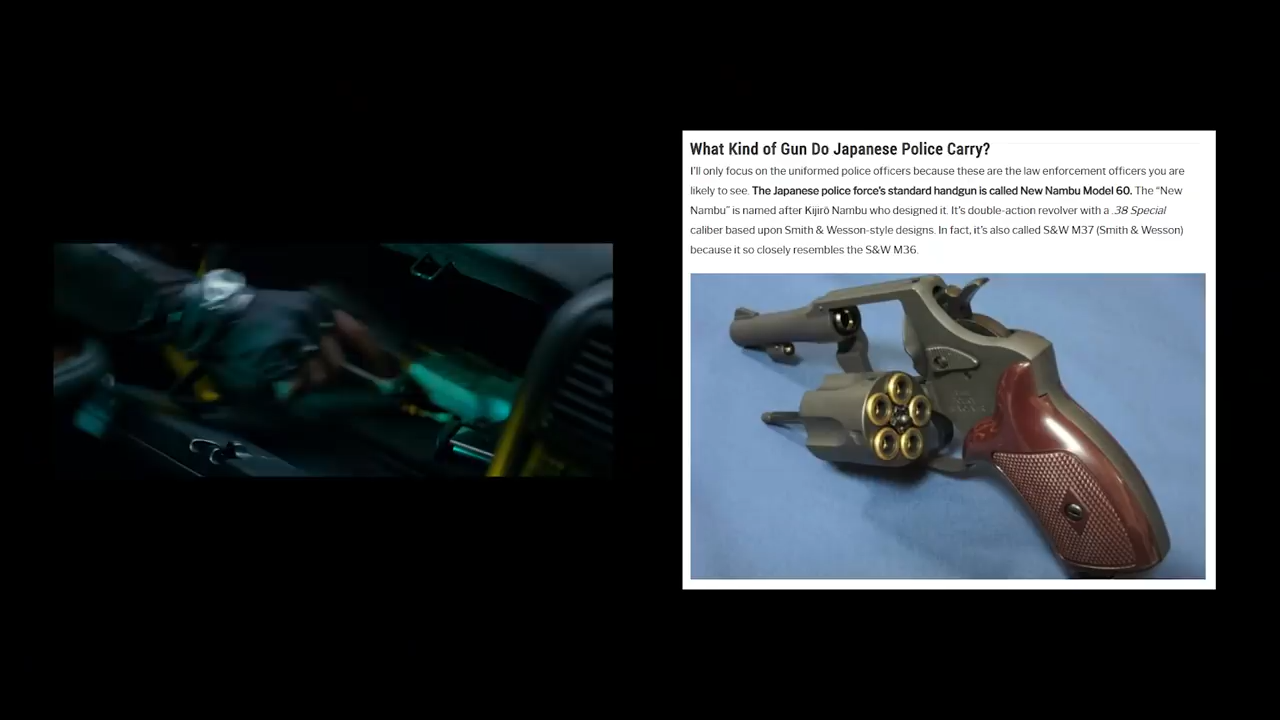 What Kind of Gun Do Japanese Police Carry?
I'll only focus on the uniformed police officers because these are the law enforcement officers you are
likely to see. The Japanese police force's standard handgun is called New Nambu Model 60. The “New
Nambu” is named after Kijirō Nambu who designed it. It's double-action revolver with a .38 Special
caliber based upon Smith & Wesson-style designs. In fact, it's also called S&W M37 (Smith & Wesson)
because it so closely resembles the S&W M36.